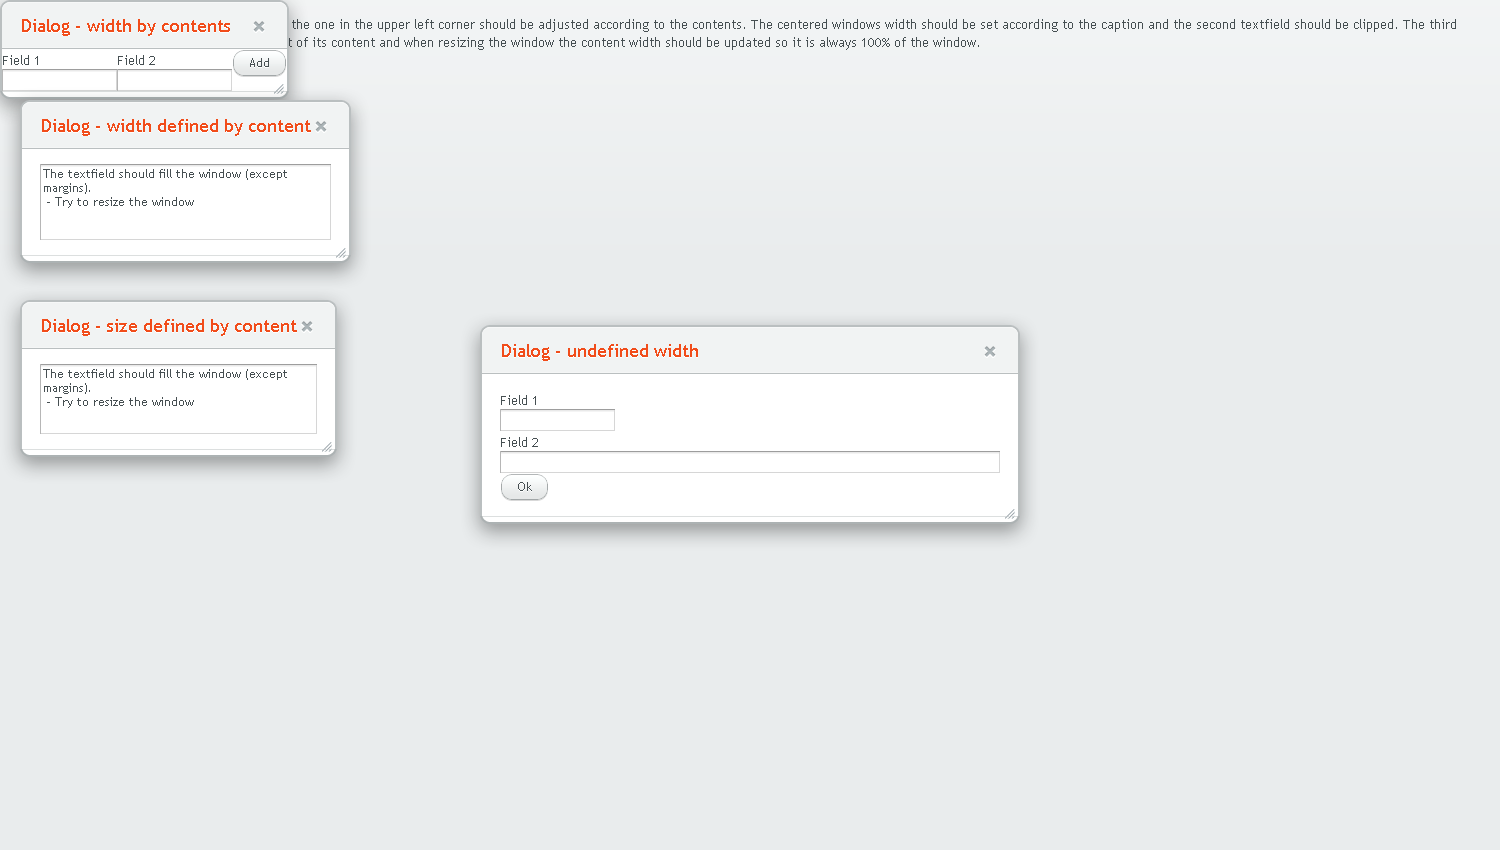 Dialog - width by contents
the one in the upper left corner should be adjusted according to the contents. The centered windows width should be set according to the caption and the second textfield should be clipped. The third
of its content and when resizing the window the content width should be updated so it is always 100% of the window.
Field 1 Field 2 Add
Dialog - width defined by content
The textfield should fill the window (except
margins).
- Try to resize the window
Dialog - size defined by content
The textfield should fill the window (except
margins).
- Try to resize the window
Dialog - undefined width
Field 1
Field 2
Ok